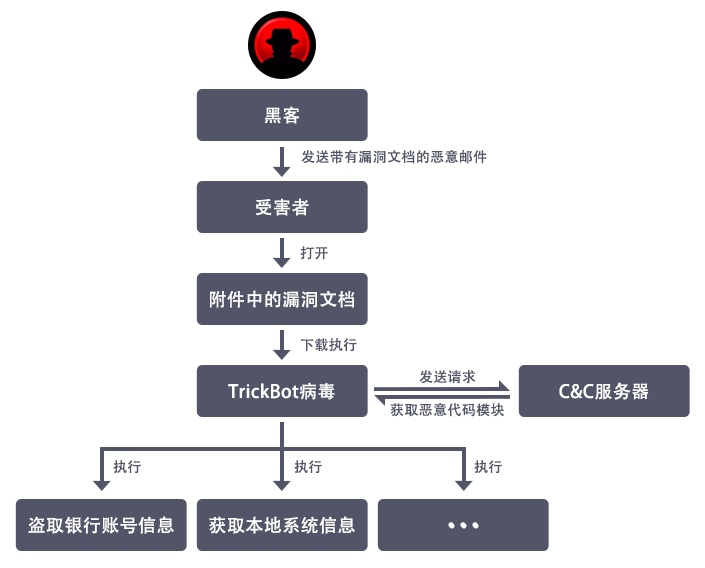 黑客
发送带有漏洞文档的恶意邮件
受害者
打开
附件中的漏洞文档
下载执行
TrickBot病毒
发送请求
获取恶意代码模块
C&C服务器
执行
执行
执行
盗取银行账号信息
获取本地系统信息
•••